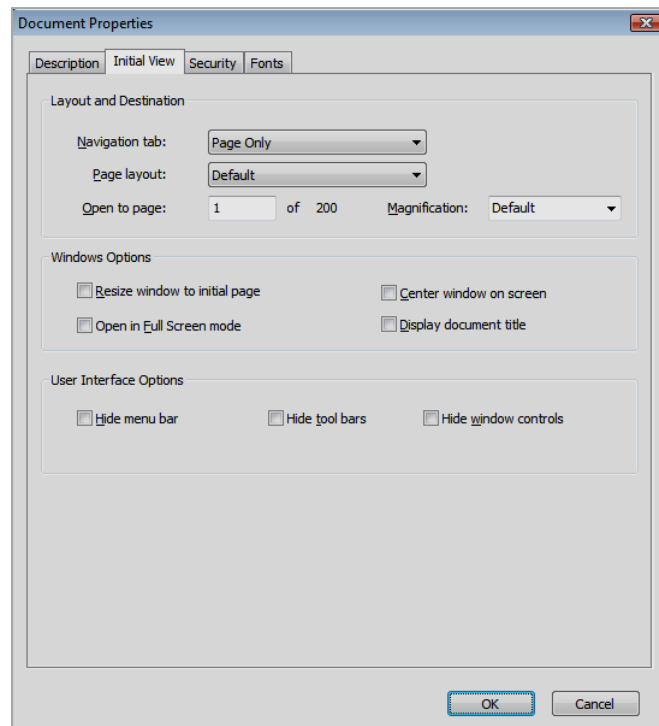 Document Properties
Description Initial View Security Fonts
Layout and Destination
Navigation tab: Page Only
Page layout: Default
Open to page: 1 of 200 Magnification: Default
Windows Options
Resize window to initial page Center window on screen
Open in Full Screen mode Display document title
User Interface Options
Hide menu bar Hide tool bars Hide window controls
OK Cancel